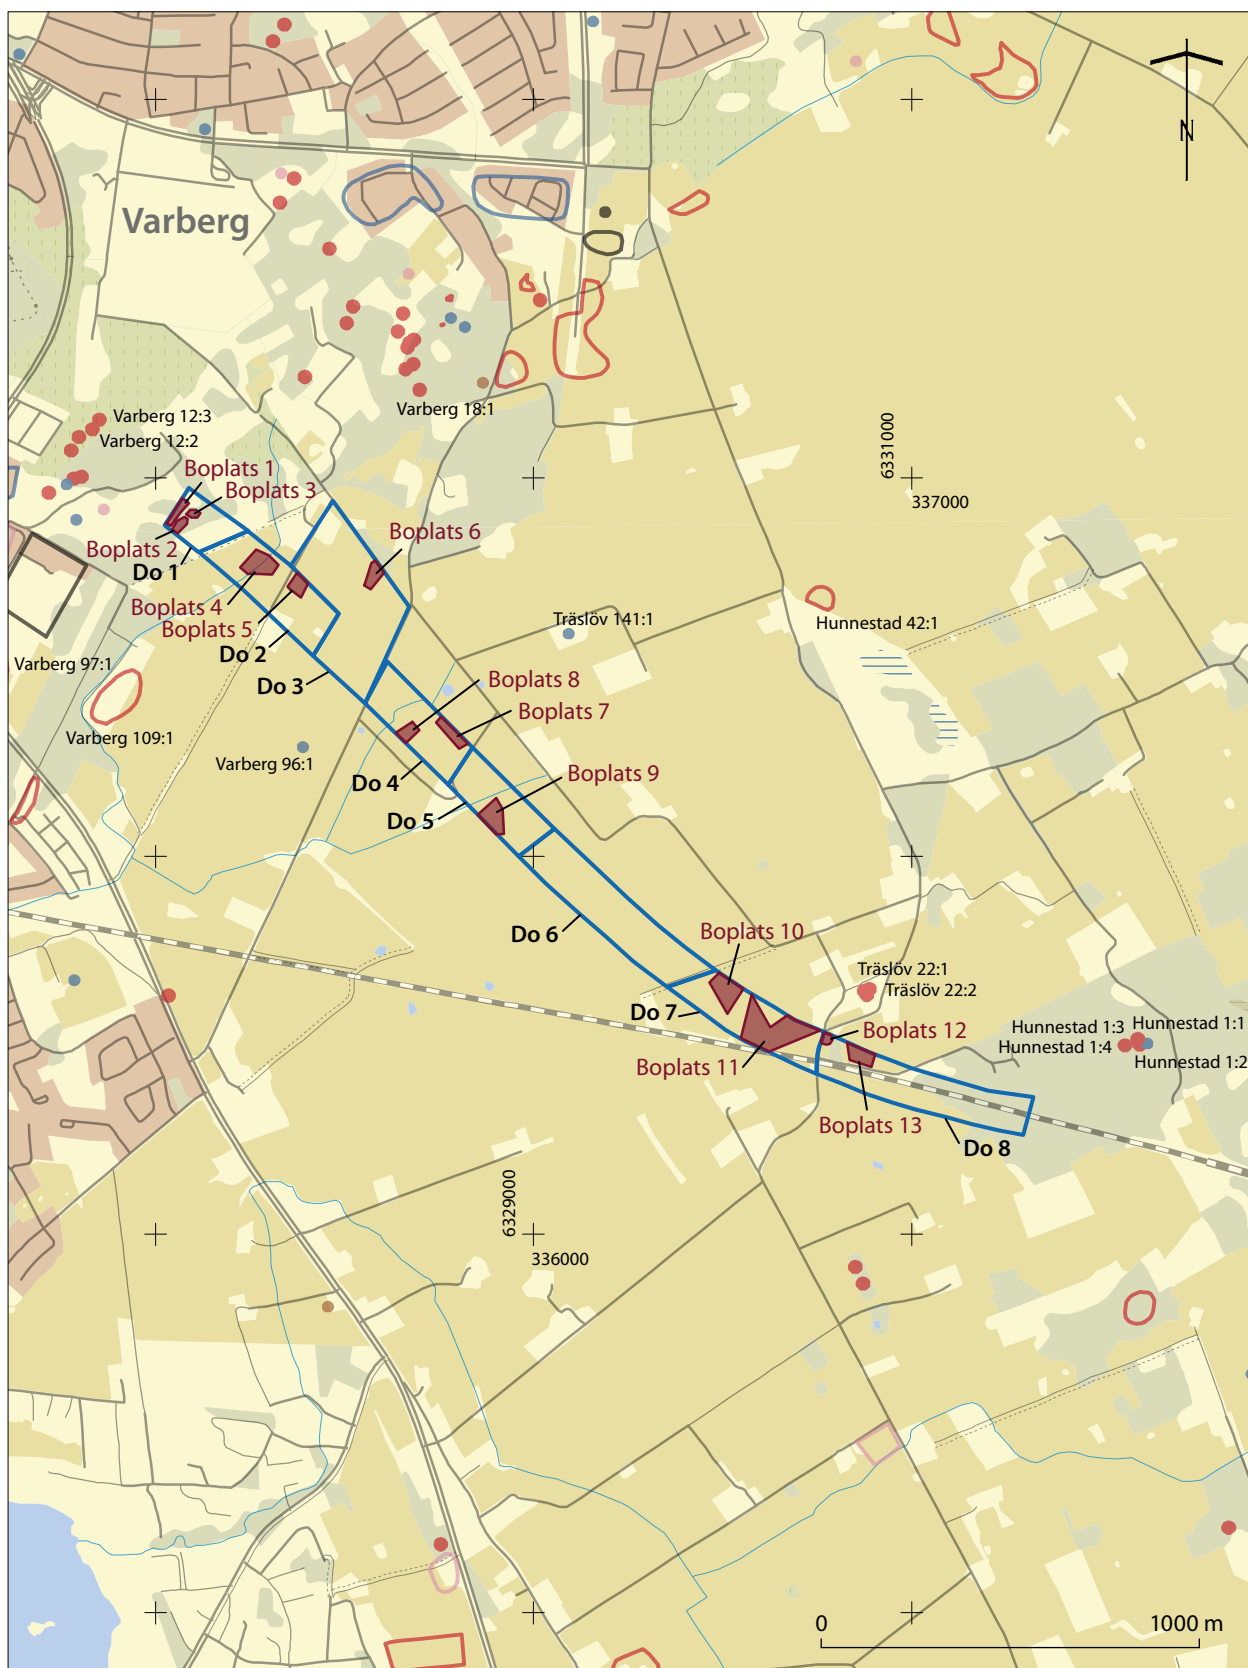 N
Varberg
Varberg 18:1
Varberg 12:3
Varberg 12:2
6331000
337000
Boplats 1
Boplats 3
Boplats 2
Do 1
Boplats 6
Boplats 4
Boplats 5
Do 2
Träslöv 141:1
Hunnestad 42:1
Varberg 97:1
Do 3
Boplats 8
Boplats 7
Varberg 109:1
Varberg 96:1
Do 4
Boplats 9
Do 5
Do 6
Boplats 10
Träslöv 22:1
Träslöv 22:2
Do 7
Boplats 12
Hunnestad 1:3
Hunnestad 1:1
Hunnestad 1:4
Hunnestad 1:2
Boplats 11
Boplats 13
Do 8
6329000
336000
0
1000 m